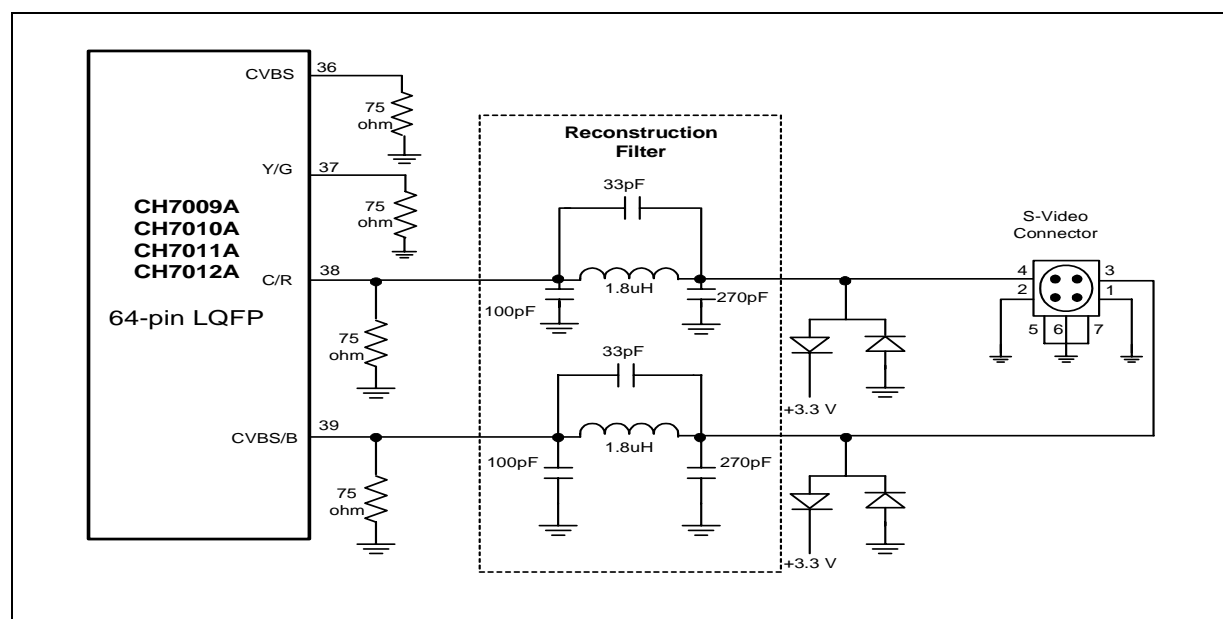 CVBS
36
75
ohm
Y/G
37
75
ohm
CH7009A
CH7010A
CH7011A
CH7012A
64-pin LQFP
C/R
38
75
ohm
CVBS/B
39
75
ohm
Reconstruction
Filter
33pF
1.8uH
100pF
270pF
33pF
1.8uH
100pF
270pF
+3.3 V
+3.3 V
S-Video
Connector
4
3
2
1
5
6
7